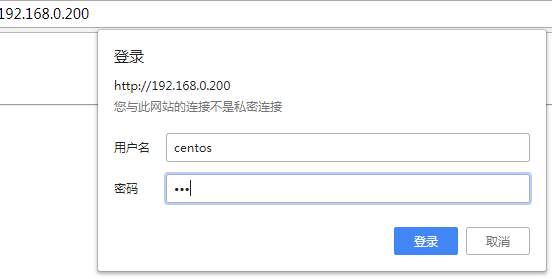 192.168.0.200
登录
http://192.168.0.200
您与此网站的连接不是私密连接
用户名 centos
密码 •••
登录 取消